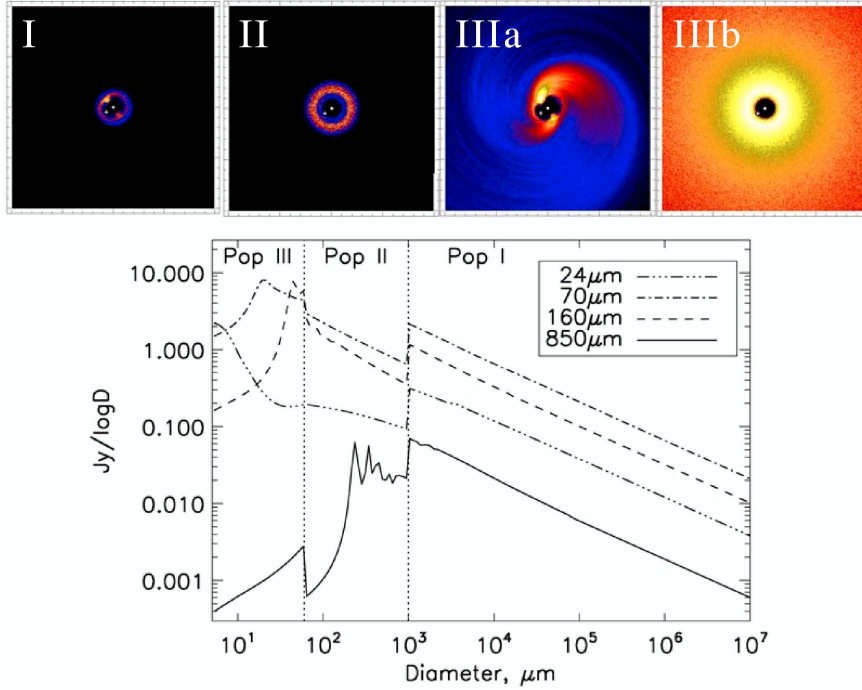 I II IIIa IIIb
Pop III Pop II Pop I
24μm
70μm
160μm
850μm
10.000
1.000
0.100
0.010
0.001
Jy/logD
10¹ 10² 10³ 10⁴ 10⁵ 10⁶ 10⁷
Diameter, μm